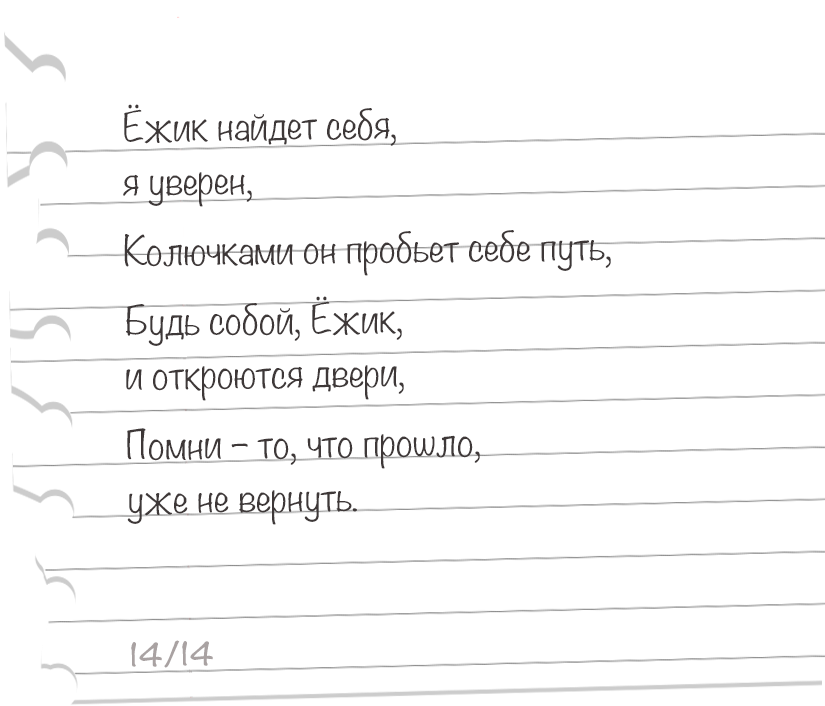 Ёжик найдет себя,
я уверен,
Колючками он пробьет себе путь,
Будь собой, Ёжик,
и откроются двери,
Помни – то, что прошло,
уже не вернуть.
14/14